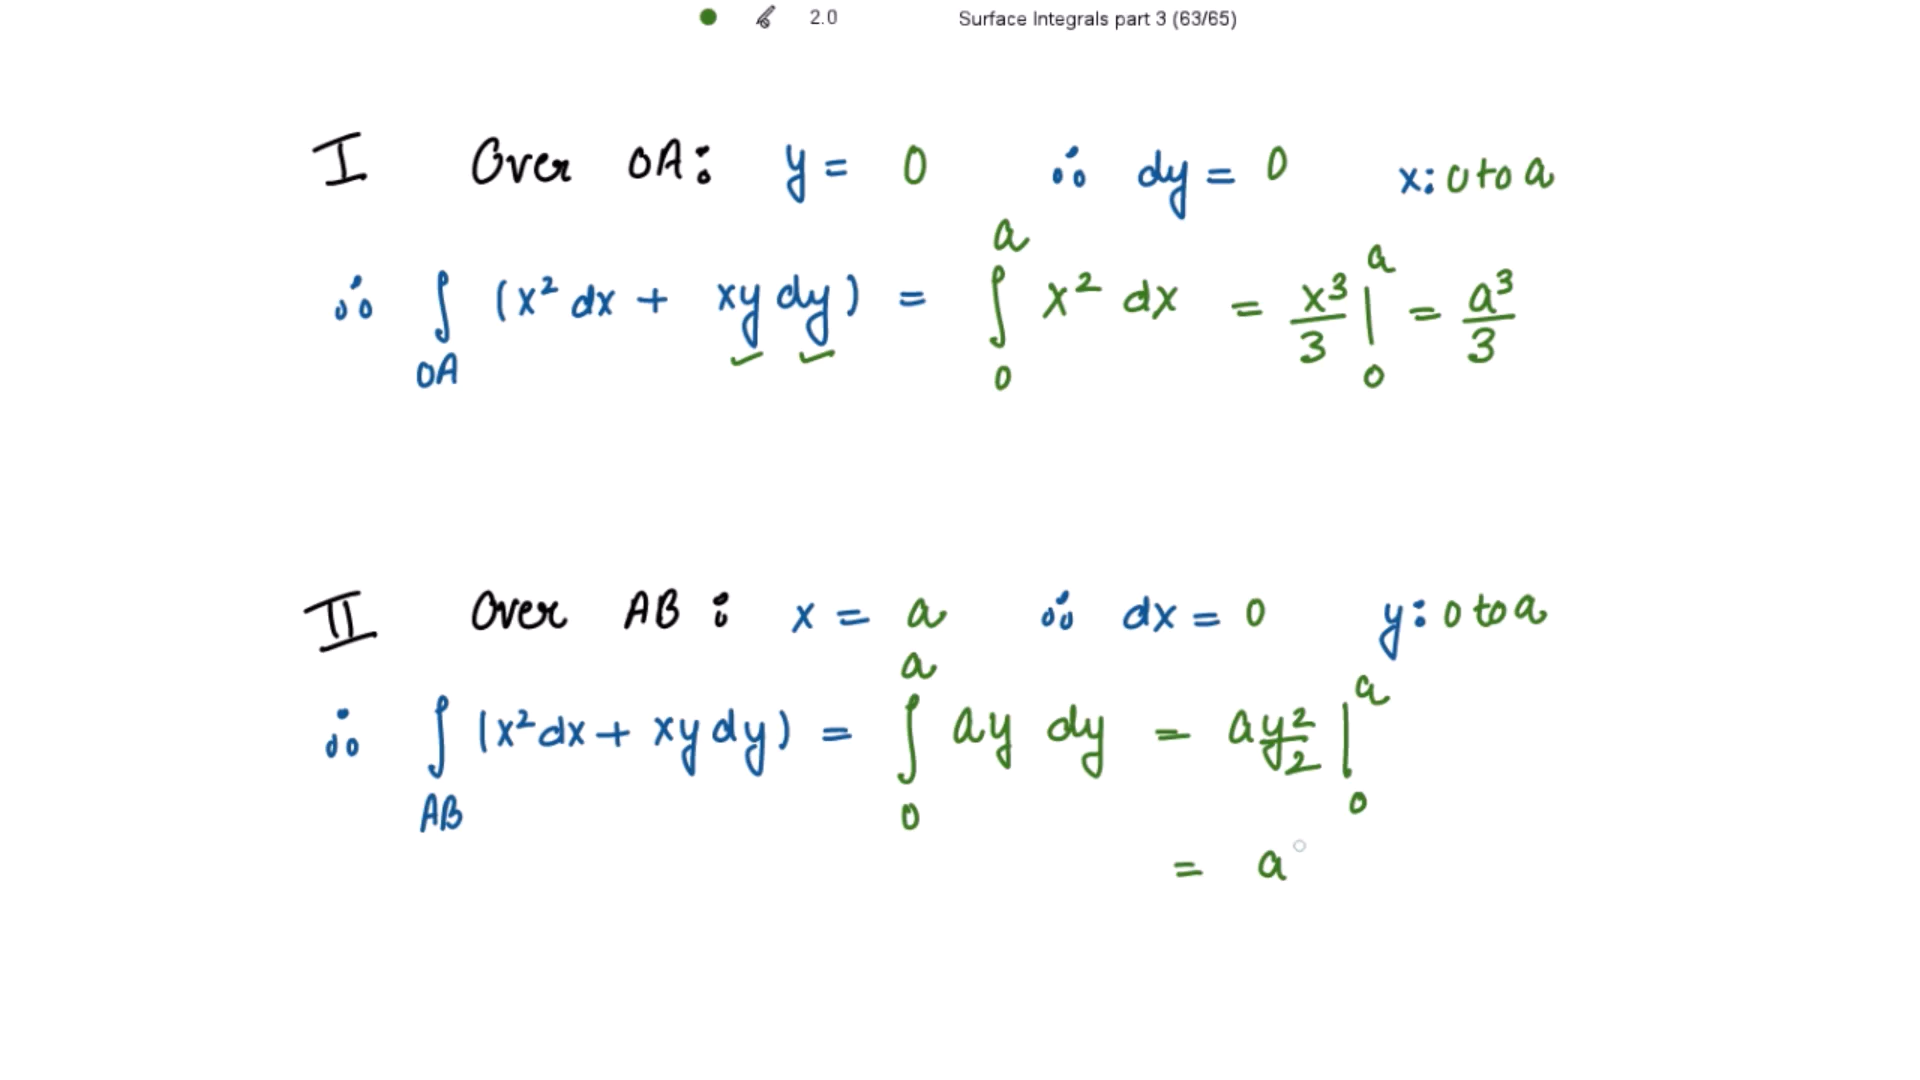 2.0 Surface Integrals part 3 (63/65)
I Over OA: y = 0 ∴ dy = 0 x: 0 to a
∴ ∫_OA (x² dx + xy dy) = ∫_0^a x² dx = x³/3 |_0^a = a³/3
II Over AB: x = a ∴ dx = 0 y: 0 to a
∴ ∫_AB (x² dx + xy dy) = ∫_0^a ay dy = a y²/2 |_0^a
= a